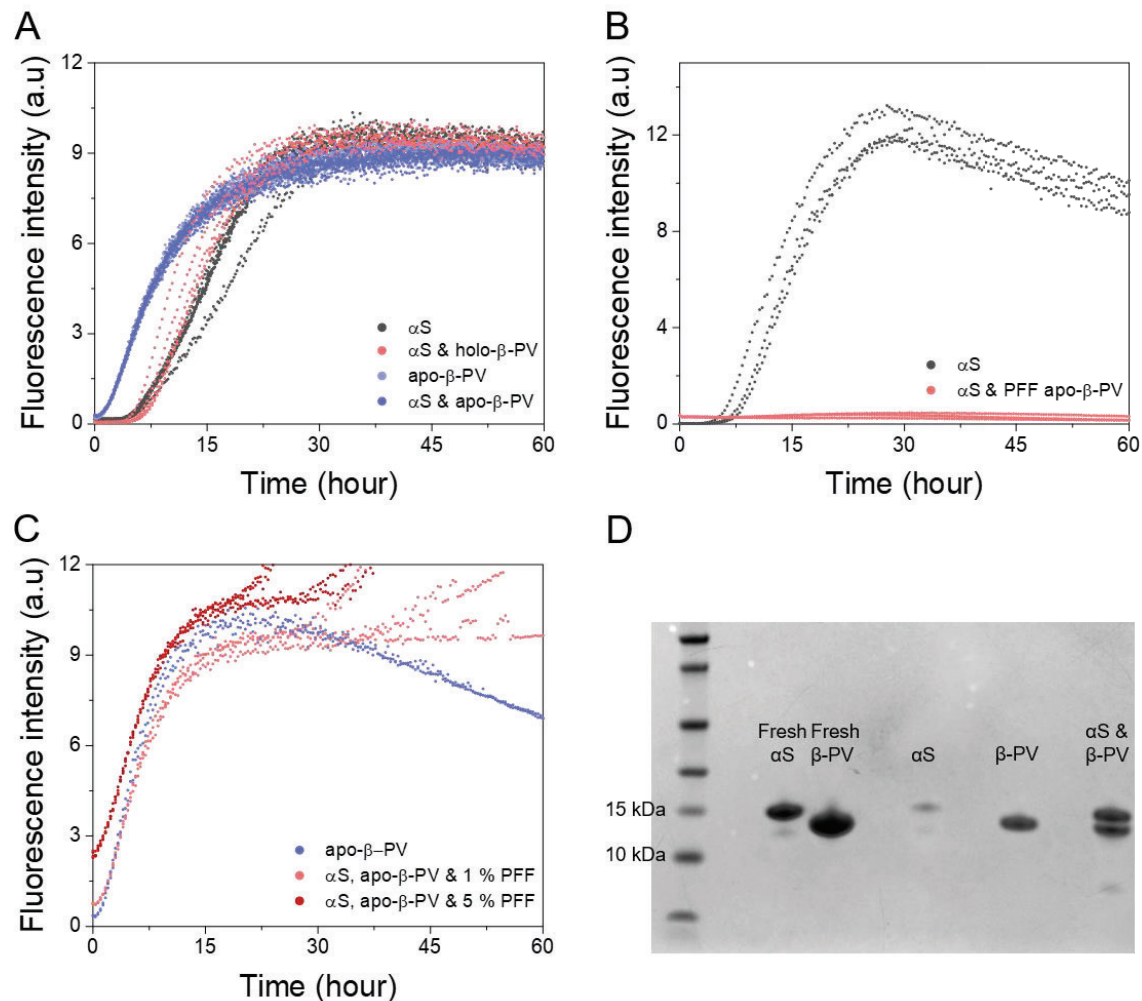 A
Fluorescence intensity (a.u)
12
9
6
3
0
0 15 30 45 60
Time (hour)
αS
αS & holo-β-PV
apo-β-PV
αS & apo-β-PV
B
Fluorescence intensity (a.u)
12
8
4
0
0 15 30 45 60
Time (hour)
αS
αS & PFF apo-β-PV
C
Fluorescence intensity (a.u)
12
9
6
3
0
0 15 30 45 60
Time (hour)
apo-β–PV
αS, apo-β-PV & 1 % PFF
αS, apo-β-PV & 5 % PFF
D
Fresh Fresh αS &
αS β-PV αS β-PV β-PV
15 kDa
10 kDa